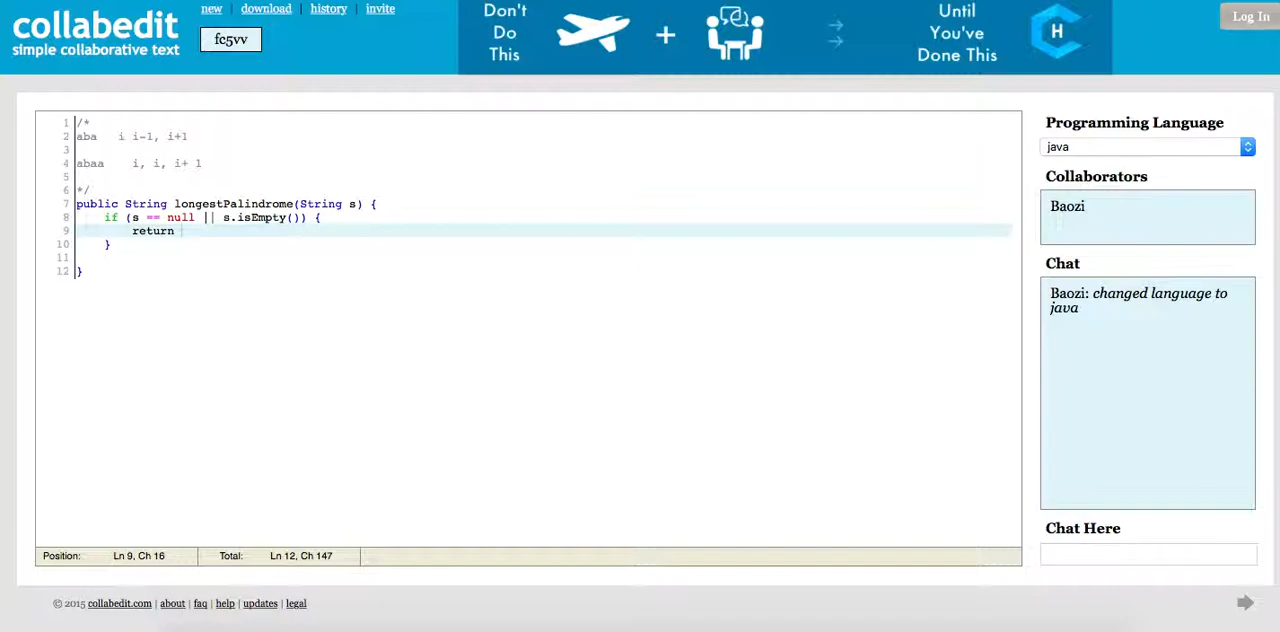 collabedit
simple collaborative text
new | download | history | invite
fc5vv
Don't
Do
This
+
Until
You've
Done This
H
Log In
1 /*
2 aba   i i-1, i+1
3
4 abaa    i, i, i+ 1
5
6 */
7 public String longestPalindrome(String s) {
8     if (s == null || s.isEmpty()) {
9         return
10     }
11
12 }
Position: Ln 9, Ch 16 Total: Ln 12, Ch 147
Programming Language
java
Collaborators
Baozi
Chat
Baozi: changed language to
java
Chat Here
© 2015 collabedit.com | about | faq | help | updates | legal